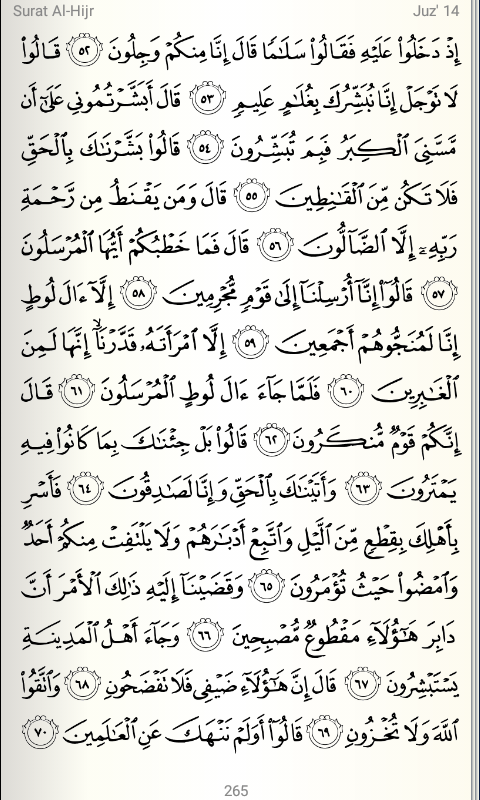 Surat Al-Hijr Juz' 14
إِذْ دَخَلُوا۟ عَلَيْهِ فَقَالُوا۟ سَلَٰمًا قَالَ إِنَّا مِنكُمْ وَجِلُونَ ٥٢ قَالُوا۟
لَا تَوْجَلْ إِنَّا نُبَشِّرُكَ بِغُلَٰمٍ عَلِيمٍ ٥٣ قَالَ أَبَشَّرْتُمُونِى عَلَىٰٓ أَن
مَّسَّنِىَ ٱلْكِبَرُ فَبِمَ تُبَشِّرُونَ ٥٤ قَالُوا۟ بَشَّرْنَٰكَ بِٱلْحَقِّ
فَلَا تَكُن مِّنَ ٱلْقَٰنِطِينَ ٥٥ قَالَ وَمَن يَقْنَطُ مِن رَّحْمَةِ
رَبِّهِۦٓ إِلَّا ٱلضَّآلُّونَ ٥٦ قَالَ فَمَا خَطْبُكُمْ أَيُّهَا ٱلْمُرْسَلُونَ
٥٧ قَالُوٓا۟ إِنَّآ أُرْسِلْنَآ إِلَىٰ قَوْمٍ مُّجْرِمِينَ ٥٨ إِلَّآ ءَالَ لُوطٍ
إِنَّا لَمُنَجُّوهُمْ أَجْمَعِينَ ٥٩ إِلَّا ٱمْرَأَتَهُۥ قَدَّرْنَآ ۙ إِنَّهَا لَمِنَ
ٱلْغَٰبِرِينَ ٦٠ فَلَمَّا جَآءَ ءَالَ لُوطٍ ٱلْمُرْسَلُونَ ٦١ قَالَ
إِنَّكُمْ قَوْمٌ مُّنكَرُونَ ٦٢ قَالُوا۟ بَلْ جِئْنَٰكَ بِمَا كَانُوا۟ فِيهِ
يَمْتَرُونَ ٦٣ وَأَتَيْنَٰكَ بِٱلْحَقِّ وَإِنَّا لَصَٰدِقُونَ ٦٤ فَأَسْرِ
بِأَهْلِكَ بِقِطْعٍ مِّنَ ٱلَّيْلِ وَٱتَّبِعْ أَدْبَٰرَهُمْ وَلَا يَلْتَفِتْ مِنكُمْ أَحَدٌ
وَٱمْضُوا۟ حَيْثُ تُؤْمَرُونَ ٦٥ وَقَضَيْنَآ إِلَيْهِ ذَٰلِكَ ٱلْأَمْرَ أَنَّ
دَابِرَ هَٰٓؤُلَآءِ مَقْطُوعٌ مُّصْبِحِينَ ٦٦ وَجَآءَ أَهْلُ ٱلْمَدِينَةِ
يَسْتَبْشِرُونَ ٦٧ قَالَ إِنَّ هَٰٓؤُلَآءِ ضَيْفِى فَلَا تَفْضَحُونِ ٦٨ وَٱتَّقُوا۟
ٱللَّهَ وَلَا تُخْزُونِ ٦٩ قَالُوٓا۟ أَوَلَمْ نَنْهَكَ عَنِ ٱلْعَٰلَمِينَ ٧٠
265